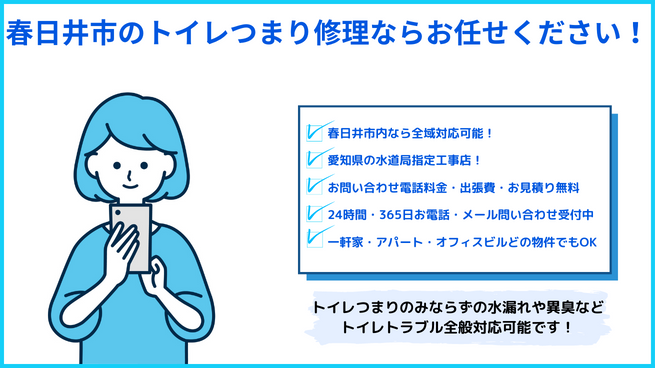 春日井市のトイレつまり修理ならお任せください！
春日井市内なら全域対応可能！
愛知県の水道局指定工事店！
お問い合わせ電話料金・出張費・お見積り無料
24時間・365日お電話・メール問い合わせ受付中
一軒家・アパート・オフィスビルどの物件でもOK
トイレつまりのみならずの水漏れや異臭など
トイレトラブル全般対応可能です！